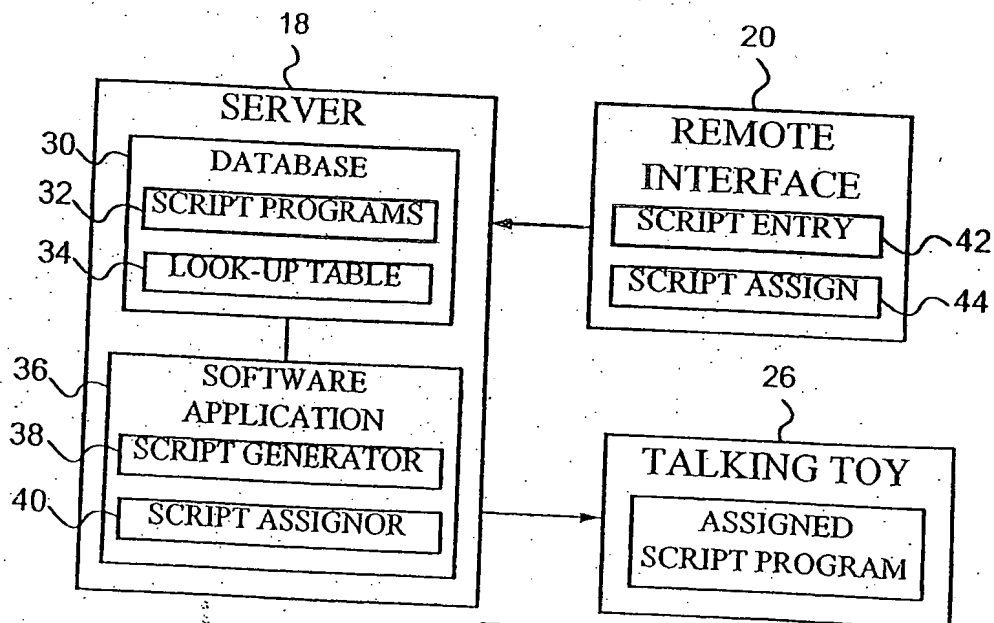 18
SERVER
30
DATABASE
32
SCRIPT PROGRAMS
34
LOOK-UP TABLE
36
SOFTWARE
APPLICATION
38
SCRIPT GENERATOR
40
SCRIPT ASSIGNOR
20
REMOTE
INTERFACE
SCRIPT ENTRY
42
SCRIPT ASSIGN
44
26
TALKING TOY
ASSIGNED
SCRIPT PROGRAM